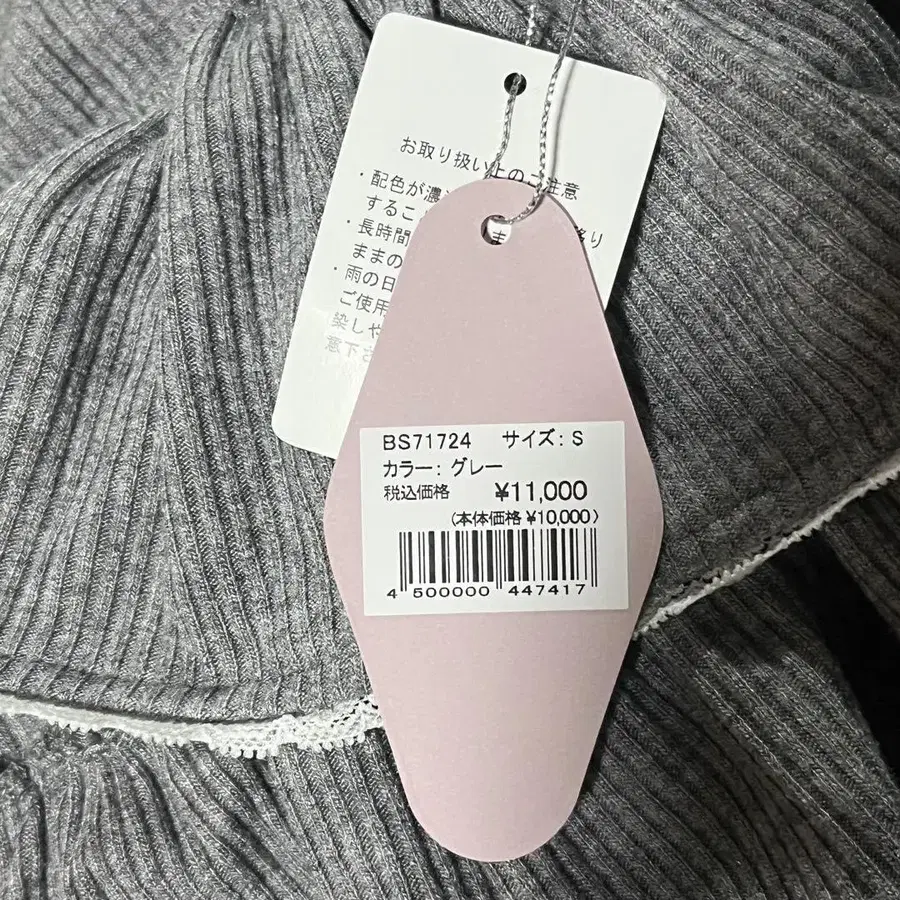 お取り扱い上のご注意
・配色が濃
するこ
・長時間 ま 移り
ままの
・雨の日
ご使用
染しや
意下さ
BS71724 サイズ: S
カラー: グレー
税込価格 ¥11,000
(本体価格 ¥10,000)
4 500000 447417